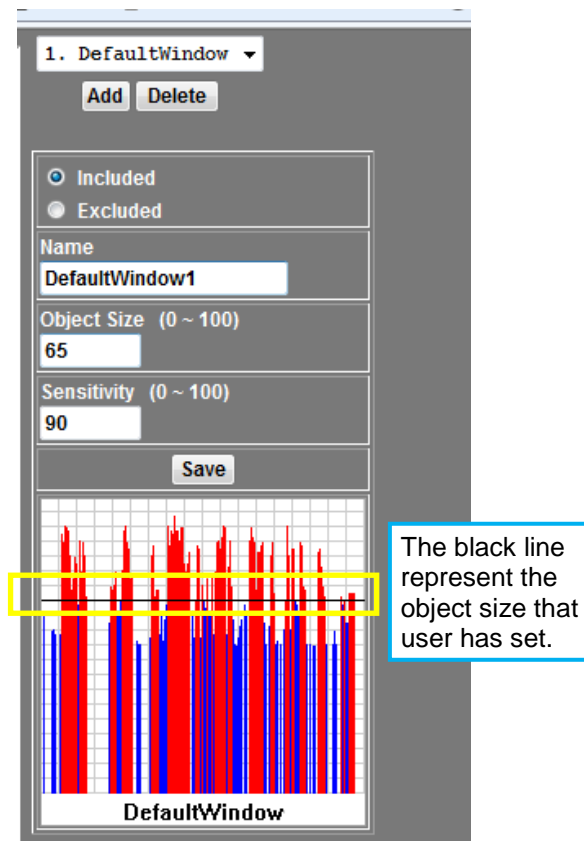 1. DefaultWindow
Add Delete
Included
Excluded
Name
DefaultWindow1
Object Size (0 ~ 100)
65
Sensitivity (0 ~ 100)
90
Save
The black line
represent the
object size that
user has set.
DefaultWindow